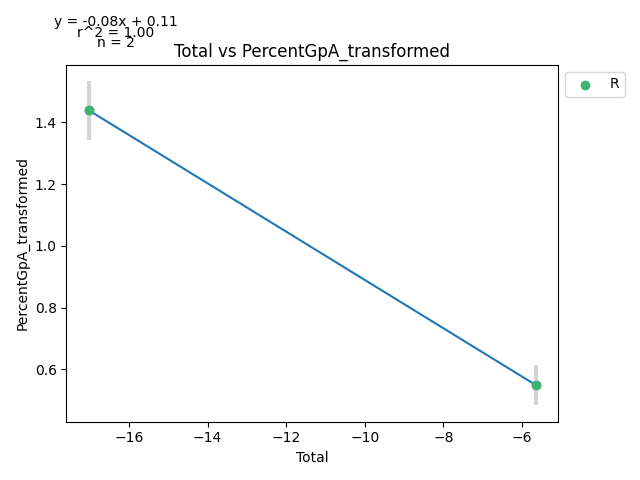 y = -0.08x + 0.11
r^2 = 1.00
n = 2
Total vs PercentGpA_transformed
R
1.4
1.2
1.0
0.8
0.6
PercentGpA_transformed
−16
−14
−12
−10
−8
−6
Total